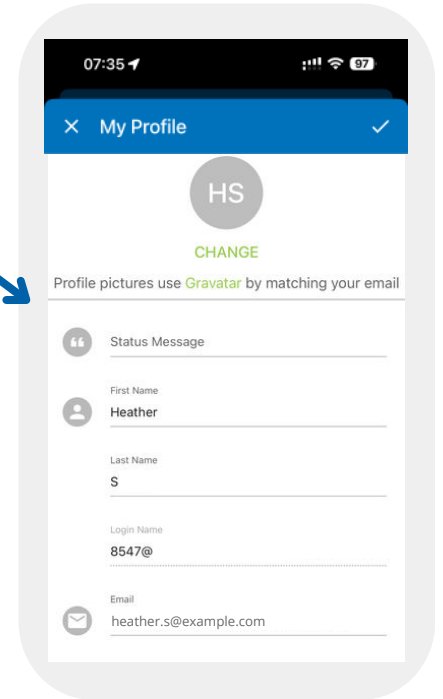 07:35
97
My Profile
HS
CHANGE
Profile pictures use Gravatar by matching your email
Status Message
First Name
Heather
Last Name
S
Login Name
8547@
Email
heather.s@example.com